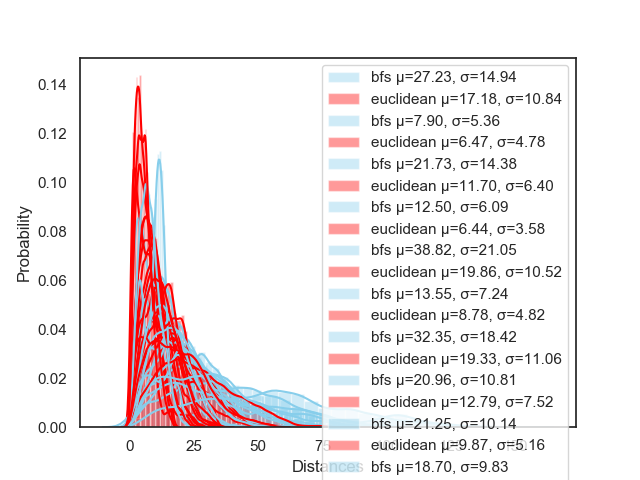 0.14
0.12
0.10
0.08
0.06
0.04
0.02
0.00
Probability
0
25
50
Distances
bfs μ=27.23, σ=14.94
euclidean μ=17.18, σ=10.84
bfs μ=7.90, σ=5.36
euclidean μ=6.47, σ=4.78
bfs μ=21.73, σ=14.38
euclidean μ=11.70, σ=6.40
bfs μ=12.50, σ=6.09
euclidean μ=6.44, σ=3.58
bfs μ=38.82, σ=21.05
euclidean μ=19.86, σ=10.52
bfs μ=13.55, σ=7.24
euclidean μ=8.78, σ=4.82
bfs μ=32.35, σ=18.42
euclidean μ=19.33, σ=11.06
bfs μ=20.96, σ=10.81
euclidean μ=12.79, σ=7.52
bfs μ=21.25, σ=10.14
euclidean μ=9.87, σ=5.16
bfs μ=18.70, σ=9.83